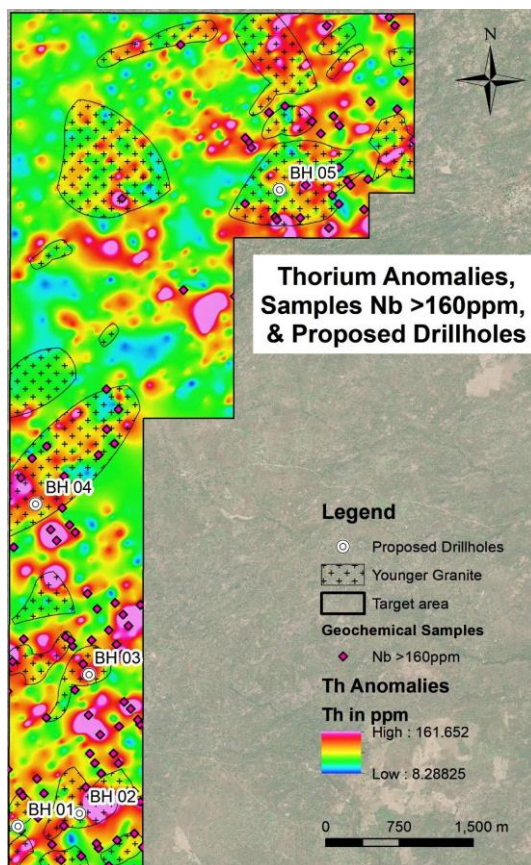 N
BH 05
Thorium Anomalies,
Samples Nb >160ppm,
& Proposed Drillholes
BH 04
Legend
Proposed Drillholes
Younger Granite
Target area
Geochemical Samples
Nb >160ppm
Th Anomalies
Th in ppm
High : 161.652
Low : 8.28825
BH 03
BH 01
BH 02
0 750 1,500 m